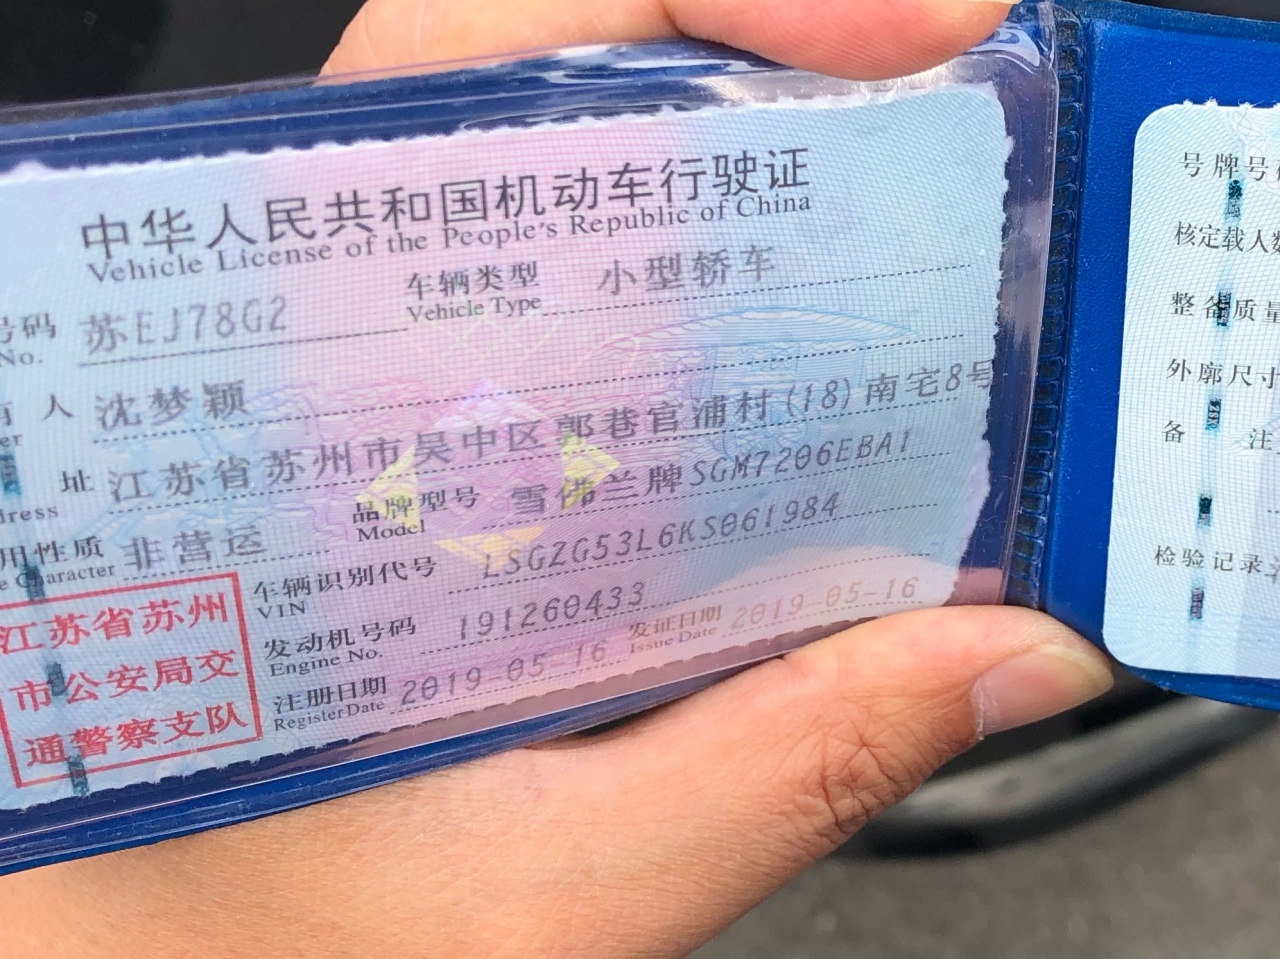 中华人民共和国机动车行驶证
Vehicle License of the People's Republic of China
号码 苏EJ78G2 车辆类型 小型轿车
No. Vehicle Type
人 沈梦颖
址 江苏省苏州市吴中区郭巷官浦村(18)南宅8号
品牌型号 雪佛兰牌SGM7206EBA1
Model
用性质 非营运
Character
车辆识别代号 LSGZG53L6KS061984
VIN
发动机号码 191260433
Engine No.
发证日期 2019-05-16
Issue Date
注册日期 2019-05-16
Register Date
江苏省苏州
市公安局交
通警察支队
号牌号
核定载人数
整备质量
外廓尺寸
备 注
检验记录